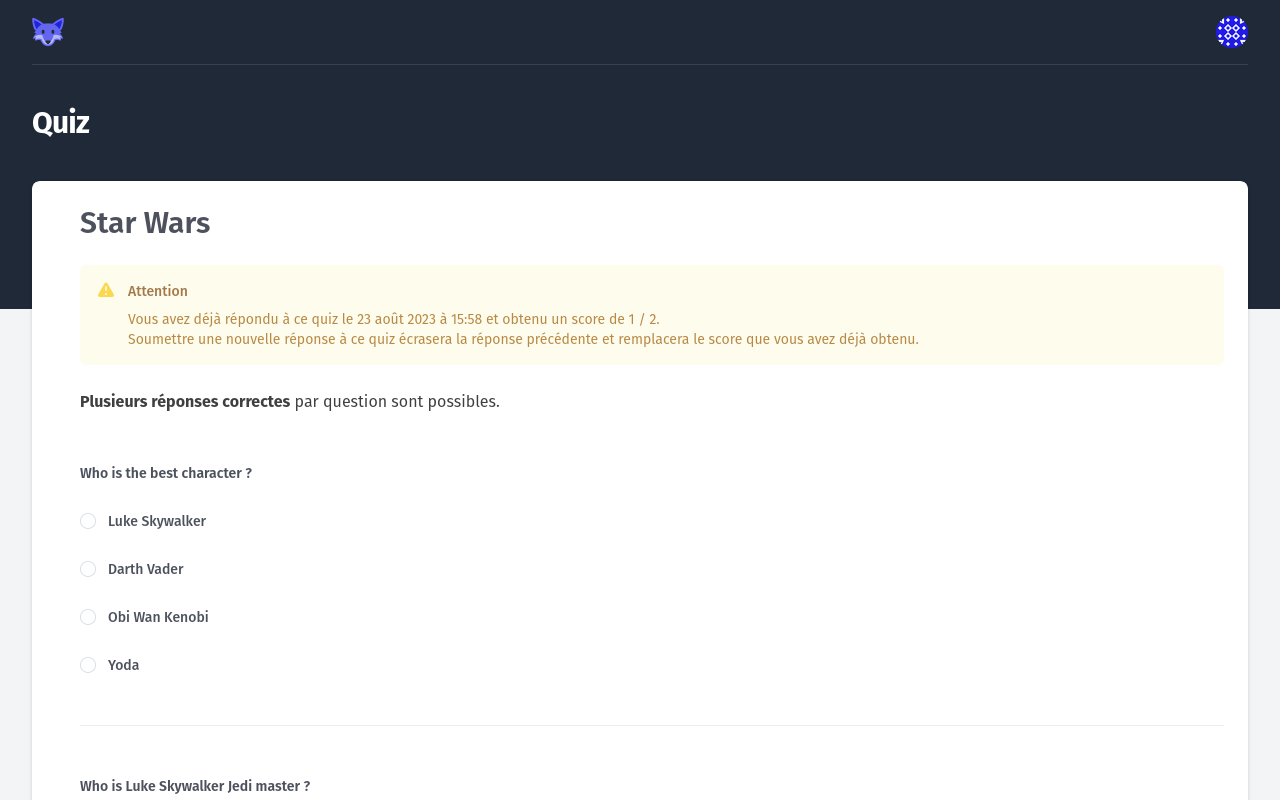 Quiz
Star Wars
Attention
Vous avez déjà répondu à ce quiz le 23 août 2023 à 15:58 et obtenu un score de 1 / 2.
Soumettre une nouvelle réponse à ce quiz écrasera la réponse précédente et remplacera le score que vous avez déjà obtenu.
Plusieurs réponses correctes par question sont possibles.
Who is the best character ?
Luke Skywalker
Darth Vader
Obi Wan Kenobi
Yoda
Who is Luke Skywalker Jedi master ?